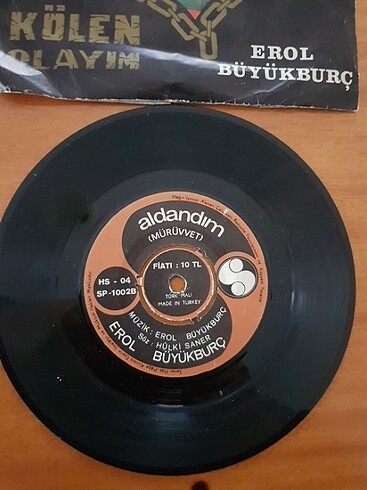 KÖLEN
OLAYIM
EROL
BÜYÜKBURÇ
aldandım
(MÜRÜVVET)
FİATI : 10 TL
HS - 04
SP-1002B
TÜRK MALI
MADE IN TURKEY
MÜZİK : EROL BÜYÜKBURÇ
Söz : HULKİ SANER
EROL BÜYÜKBURÇ